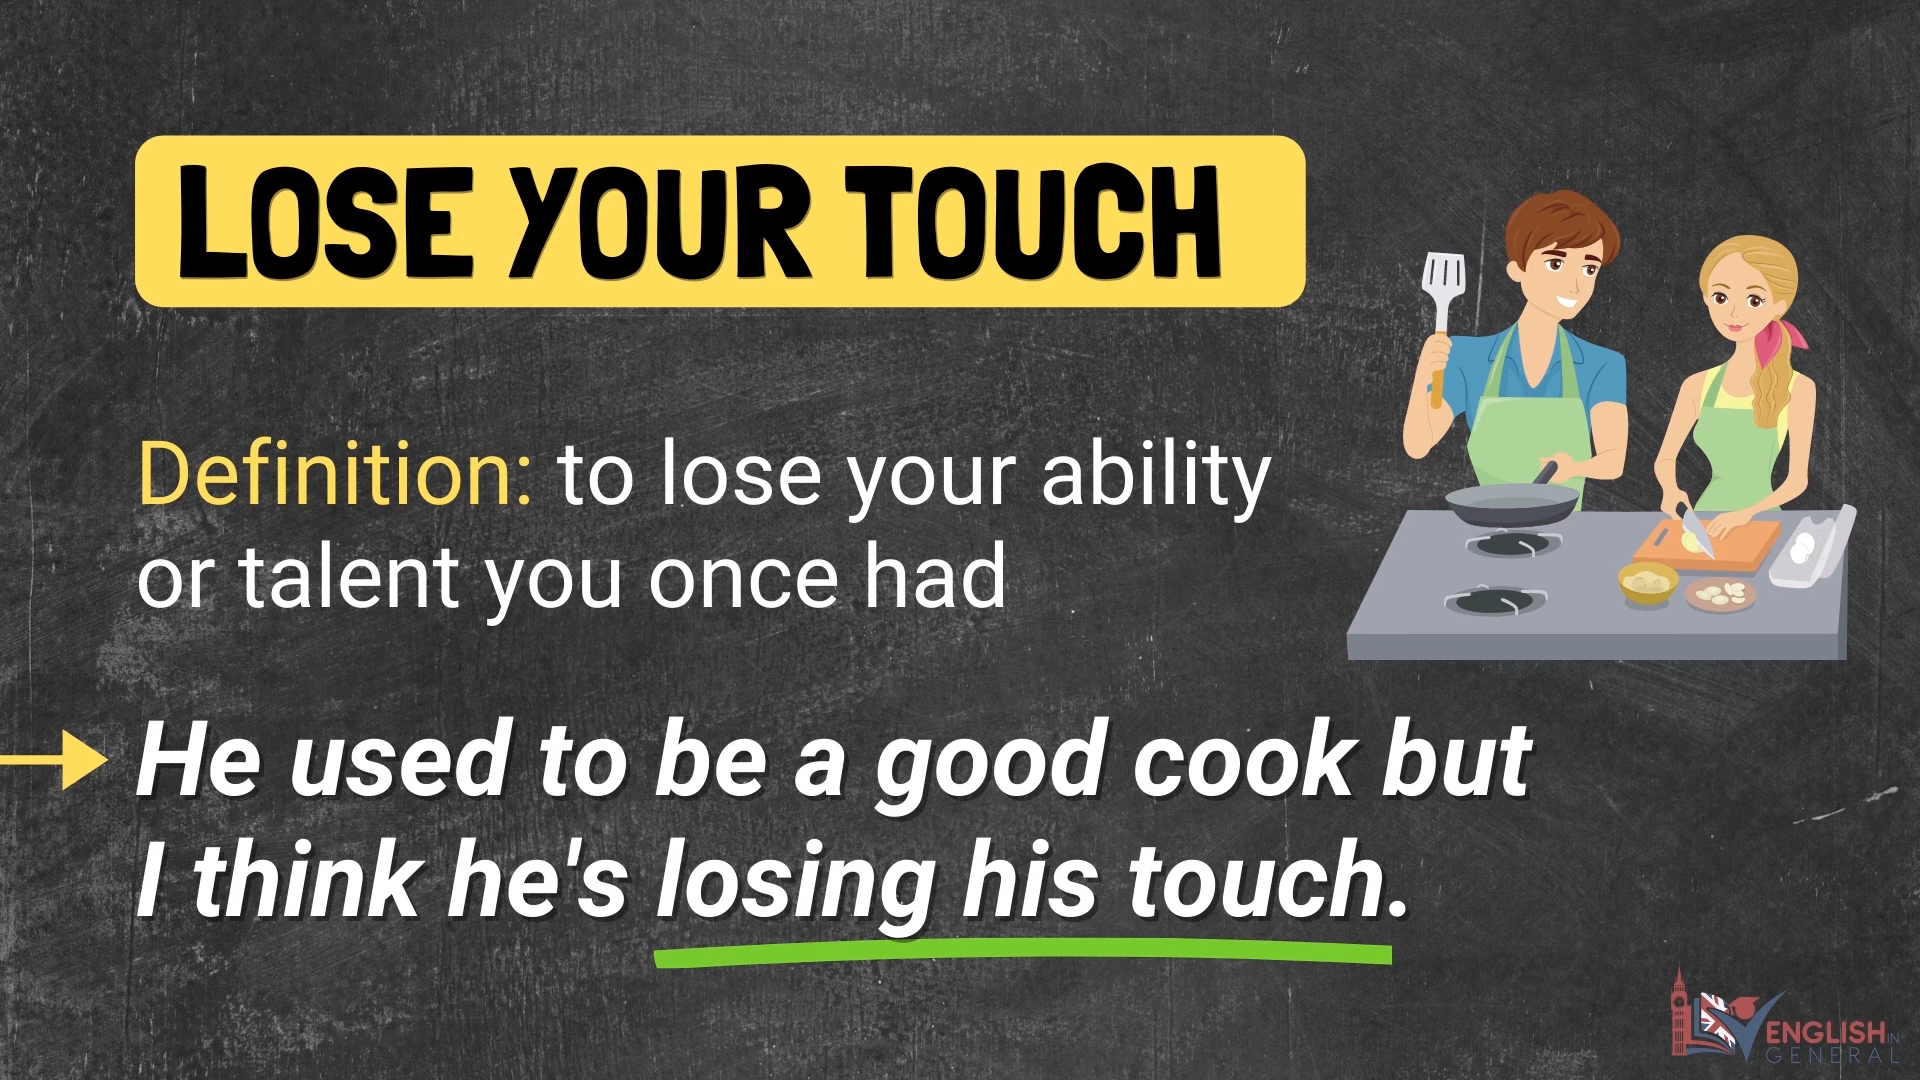 LOSE YOUR TOUCH
Definition: to lose your ability
or talent you once had
He used to be a good cook but
I think he's losing his touch.
ENGLISH IN
GENERAL